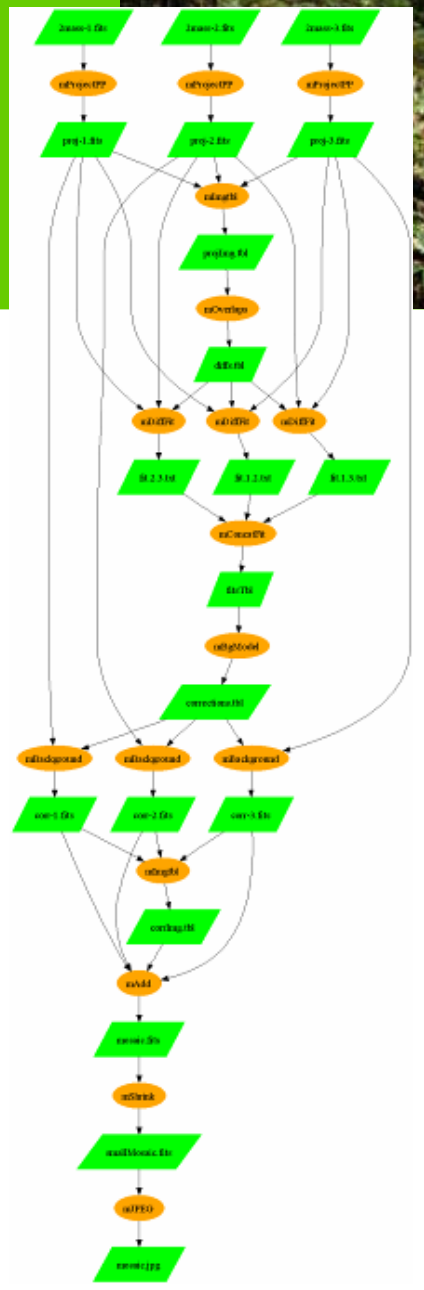 2mass-1.fits 2mass-2.fits 2mass-3.fits
mProjectPP mProjectPP mProjectPP
proj-1.fits proj-2.fits proj-3.fits
mImgtbl
projImg.tbl
mOverlaps
diffs.tbl
mDiffFit mDiffFit mDiffFit
fit.2.3.txt fit.1.2.txt fit.1.3.txt
mConcatFit
mBgModel
corrections.tbl
mBackground mBackground mBackground
corr-1.fits corr-2.fits corr-3.fits
mImgtbl
corrImg.tbl
mAdd
mosaic.fits
mShrink
smallMosaic.fits
mJPEG
mosaic.jpg